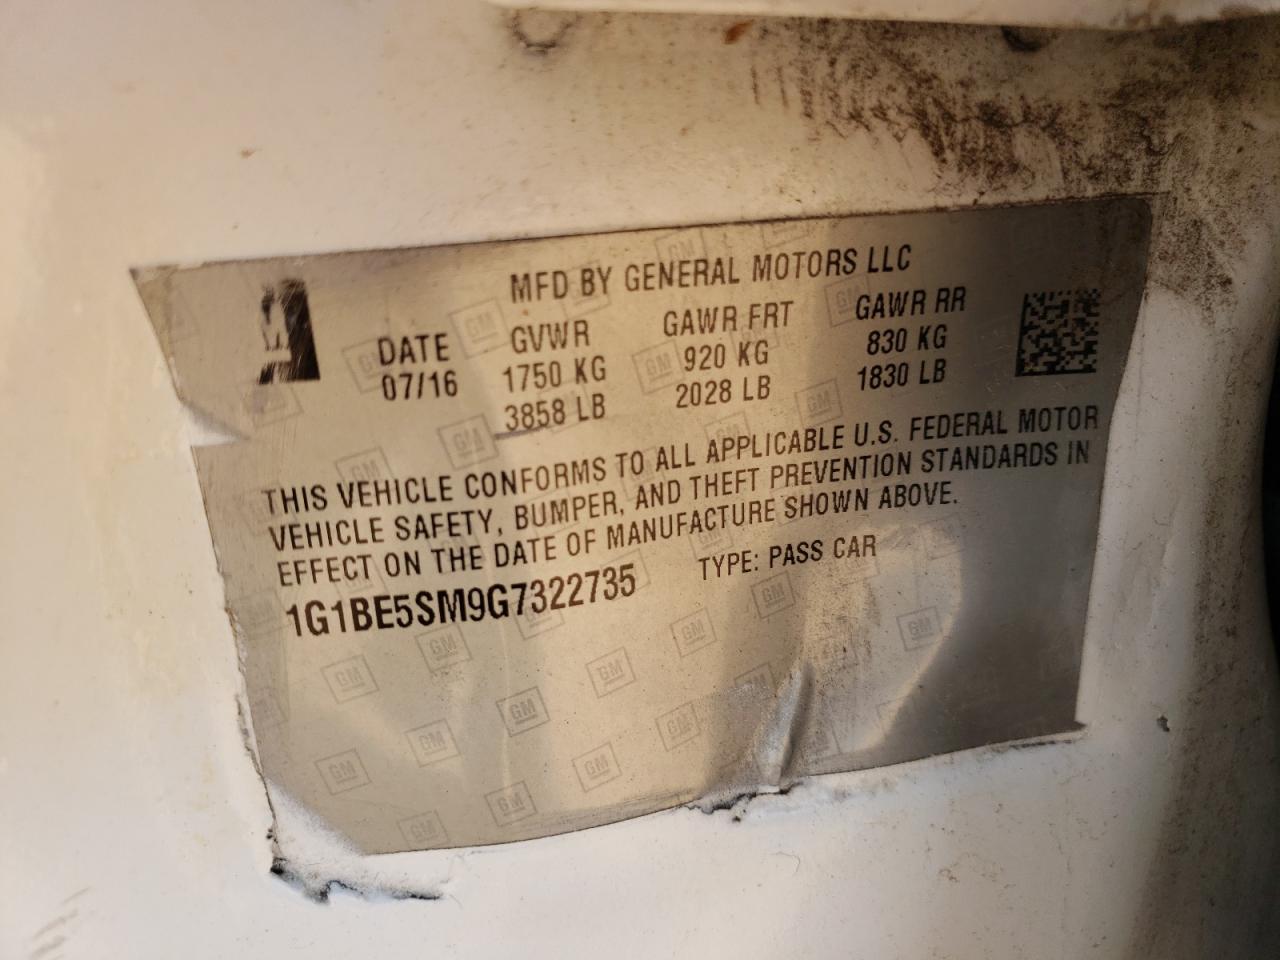 MFD BY GENERAL MOTORS LLC
DATE GVWR GAWR FRT GAWR RR
07/16 1750 KG 920 KG 830 KG
3858 LB 2028 LB 1830 LB
THIS VEHICLE CONFORMS TO ALL APPLICABLE U.S. FEDERAL MOTOR
VEHICLE SAFETY, BUMPER, AND THEFT PREVENTION STANDARDS IN
EFFECT ON THE DATE OF MANUFACTURE SHOWN ABOVE.
1G1BE5SM9G7322735 TYPE: PASS CAR